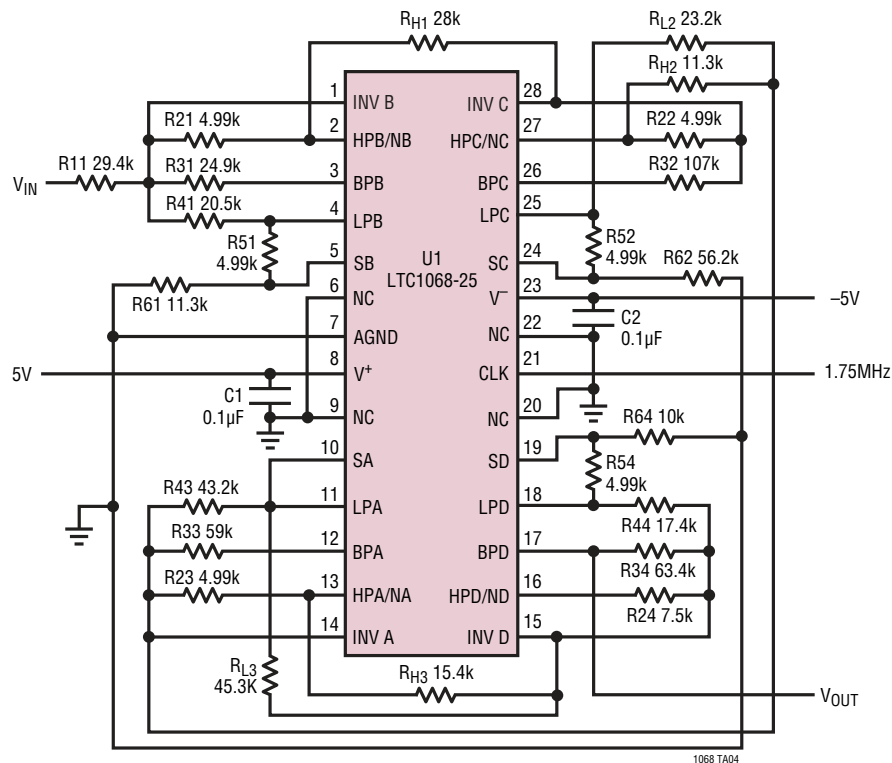 RH1 28k
RL2 23.2k
RH2 11.3k
1 INV B
INV C 28
R21 4.99k
2 HPB/NB
HPC/NC 27
R22 4.99k
R11 29.4k
VIN
R31 24.9k
3 BPB
BPC 26
R32 107k
R41 20.5k
4 LPB
LPC 25
R51
4.99k
5 SB
U1
LTC1068-25
SC 24
R52
4.99k
R62 56.2k
R61 11.3k
6 NC
V– 23
–5V
7 AGND
NC 22
C2
0.1µF
5V
8 V+
CLK 21
1.75MHz
C1
0.1µF
9 NC
NC 20
R64 10k
10 SA
SD 19
R54
4.99k
R43 43.2k
11 LPA
LPD 18
R44 17.4k
R33 59k
12 BPA
BPD 17
R34 63.4k
R23 4.99k
13 HPA/NA
HPD/ND 16
R24 7.5k
14 INV A
INV D 15
RL3
45.3K
RH3 15.4k
VOUT
1068 TA04